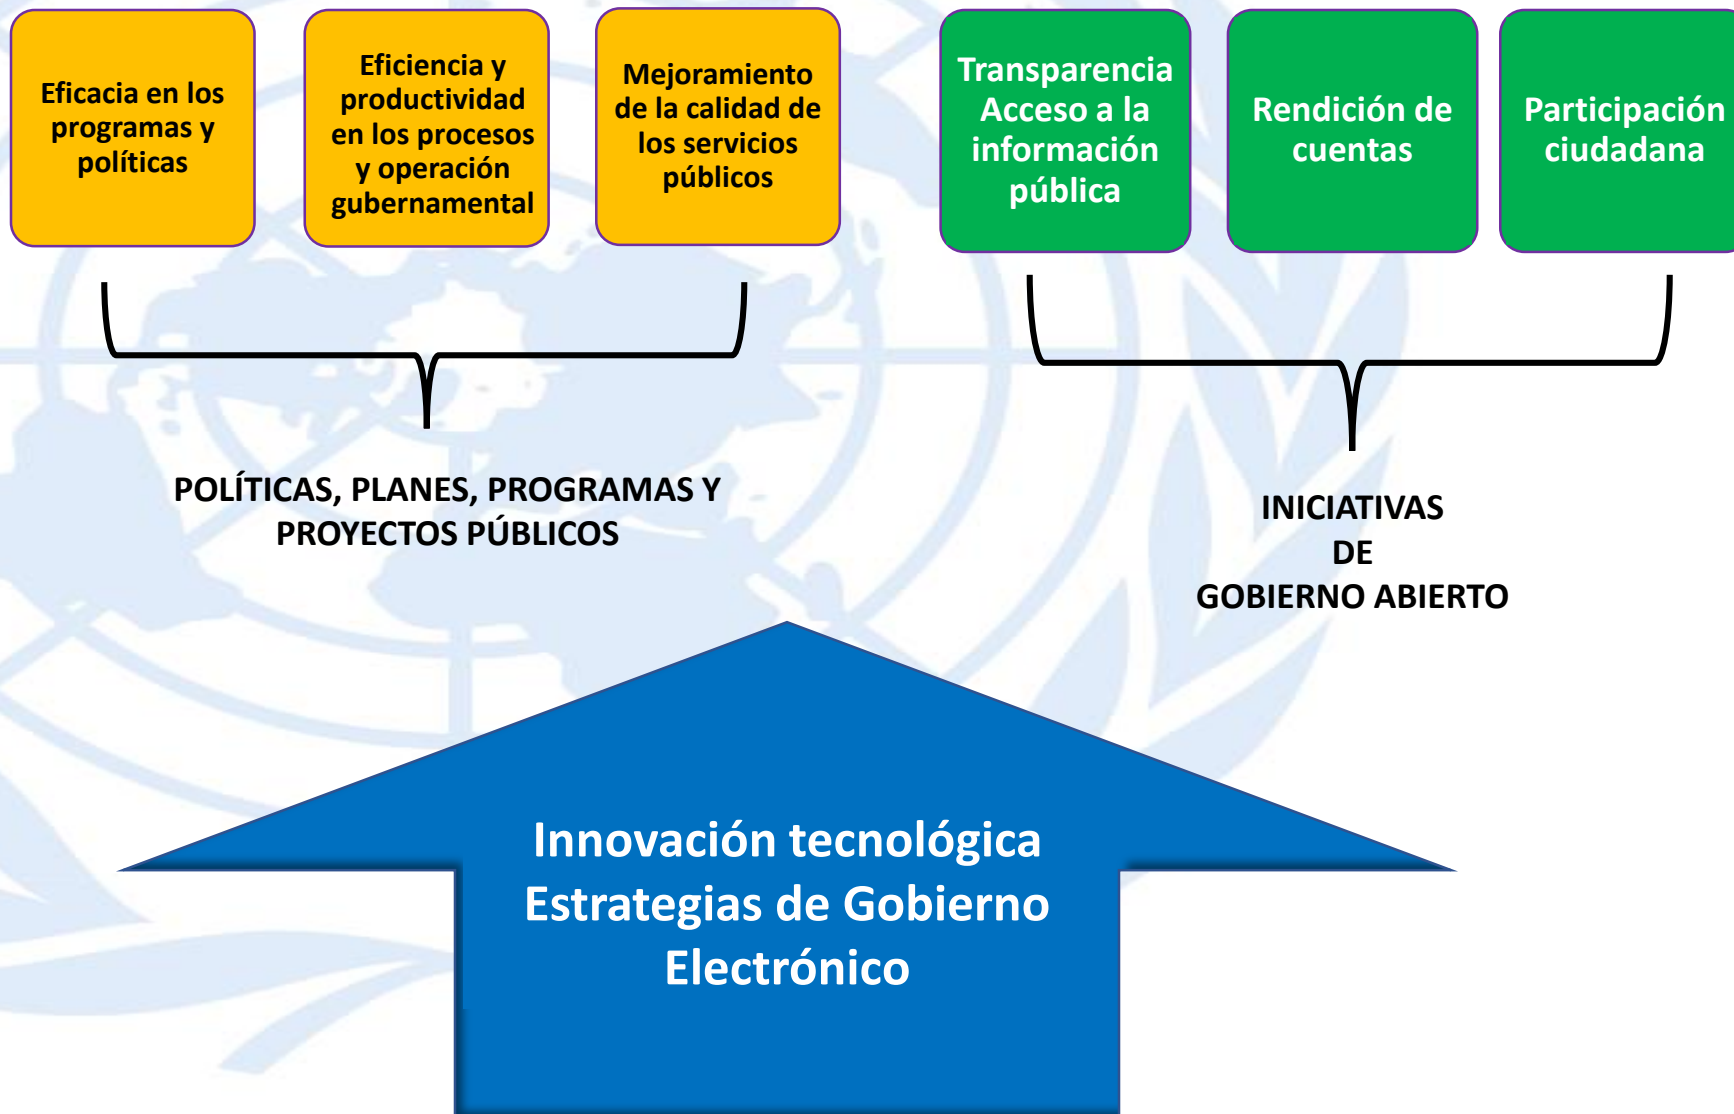 Eficacia en los
programas y
políticas
Eficiencia y
productividad
en los procesos
y operación
gubernamental
Mejoramiento
de la calidad de
los servicios
públicos
Transparencia
Acceso a la
información
pública
Rendición de
cuentas
Participación
ciudadana
POLÍTICAS, PLANES, PROGRAMAS Y
PROYECTOS PÚBLICOS
INICIATIVAS
DE
GOBIERNO ABIERTO
Innovación tecnológica
Estrategias de Gobierno
Electrónico